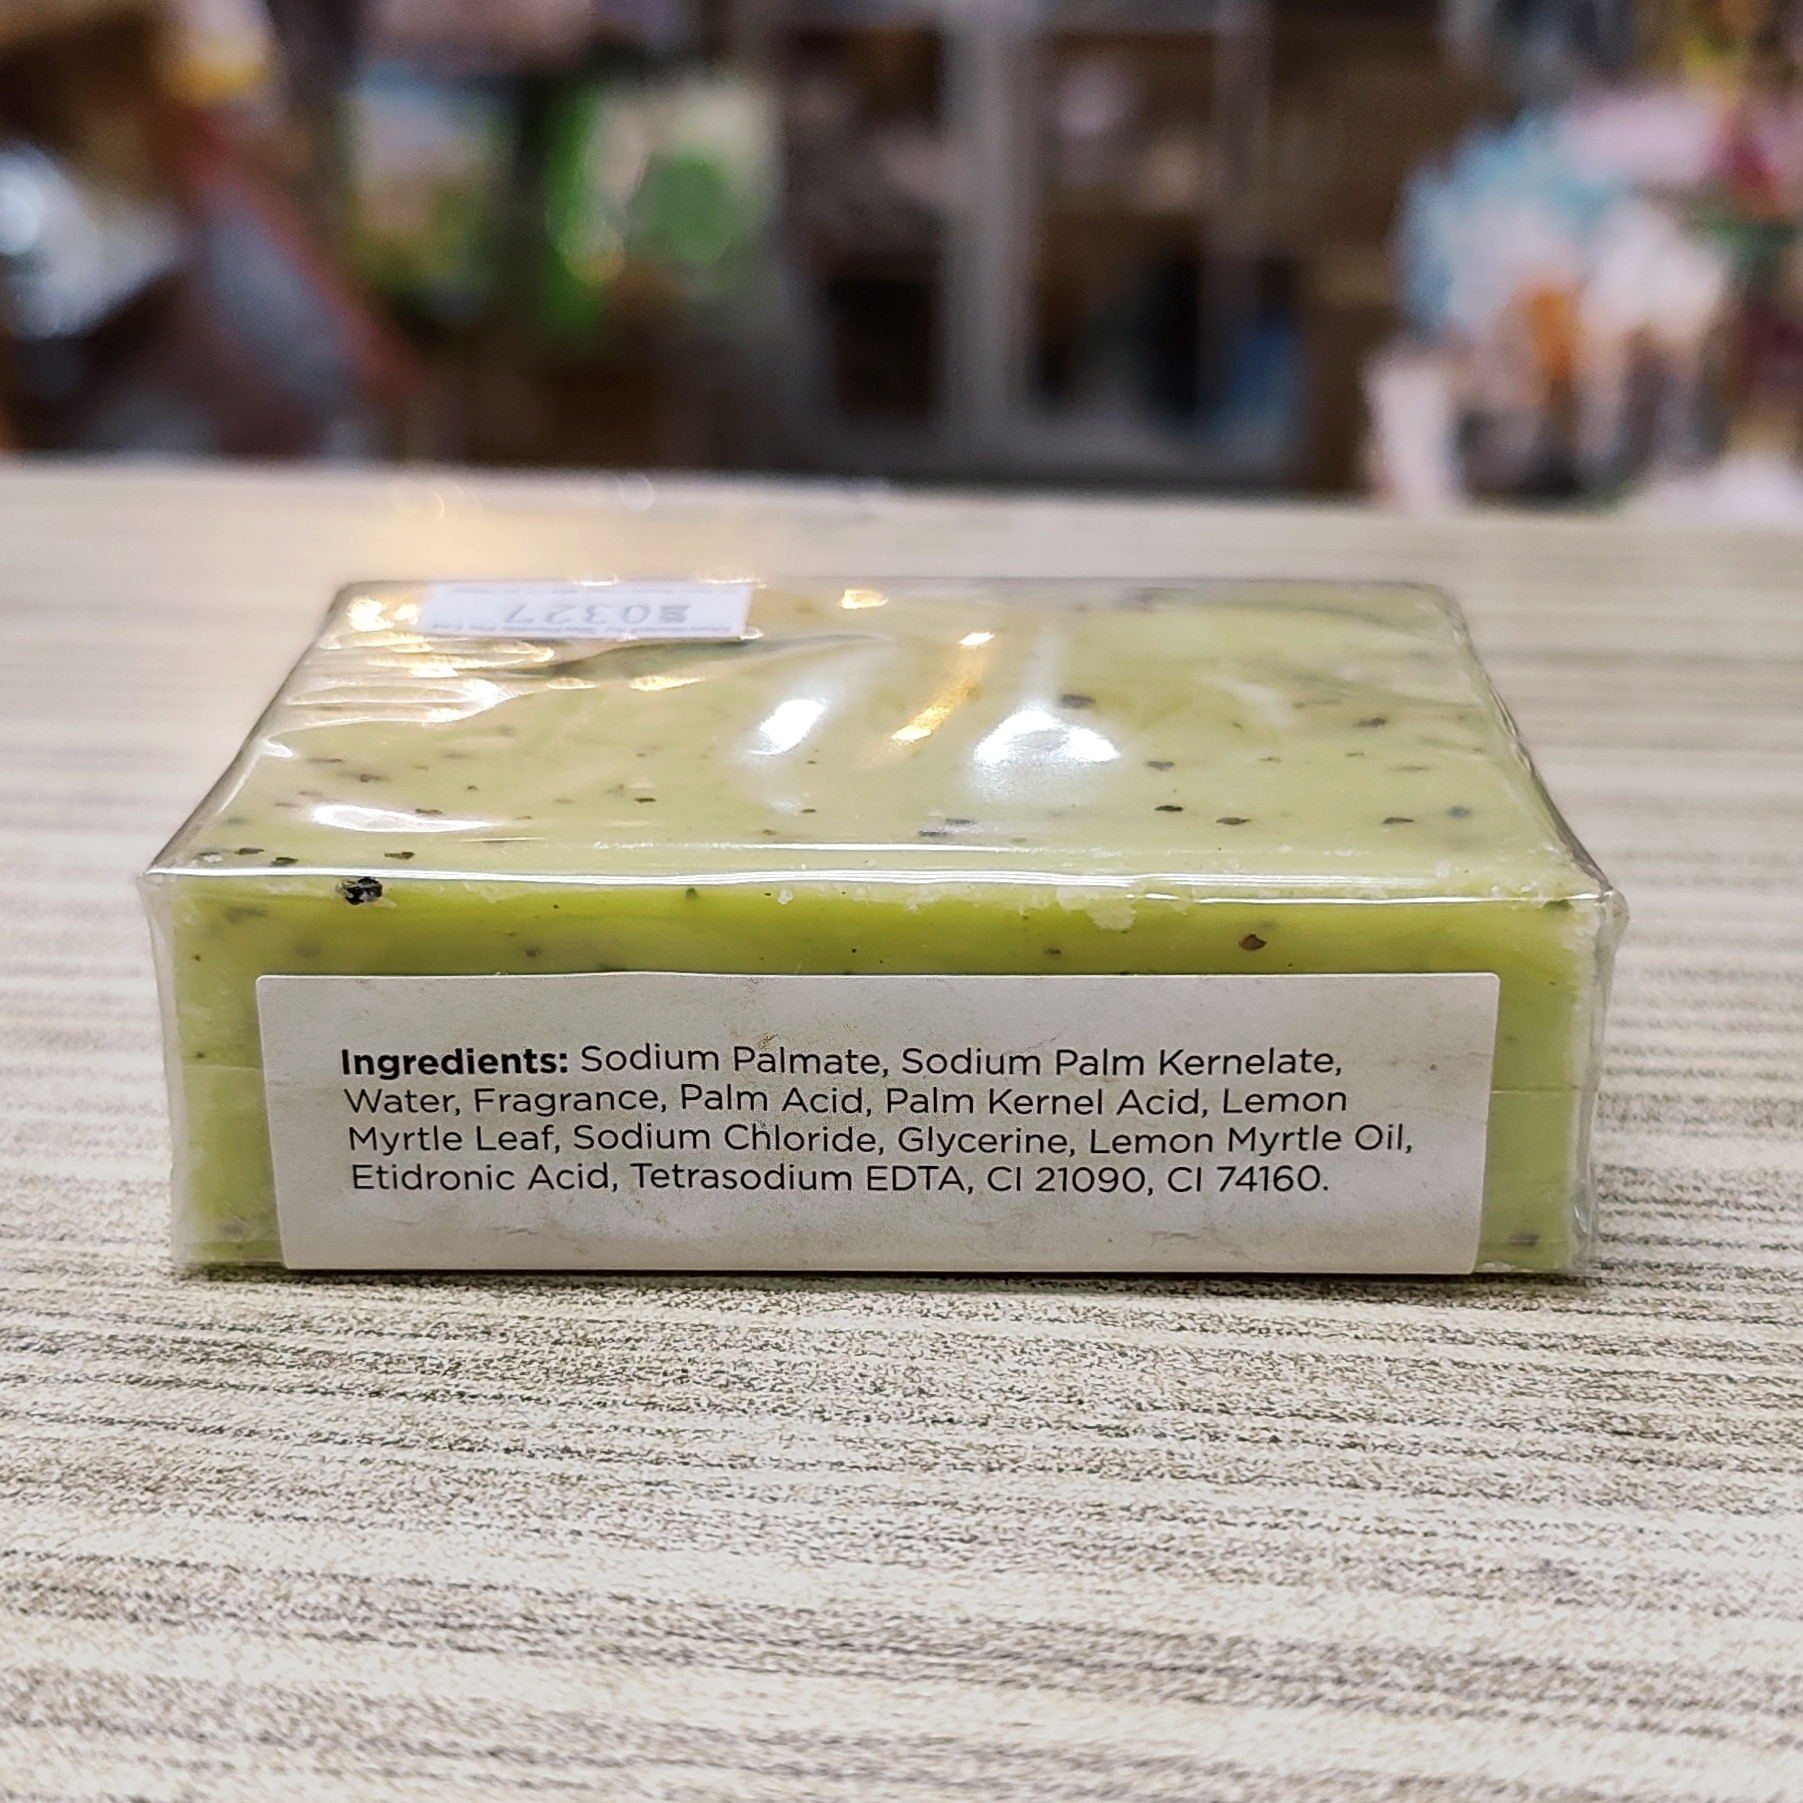 80327
Ingredients: Sodium Palmate, Sodium Palm Kernelate,
Water, Fragrance, Palm Acid, Palm Kernel Acid, Lemon
Myrtle Leaf, Sodium Chloride, Glycerine, Lemon Myrtle Oil,
Etidronic Acid, Tetrasodium EDTA, CI 21090, CI 74160.